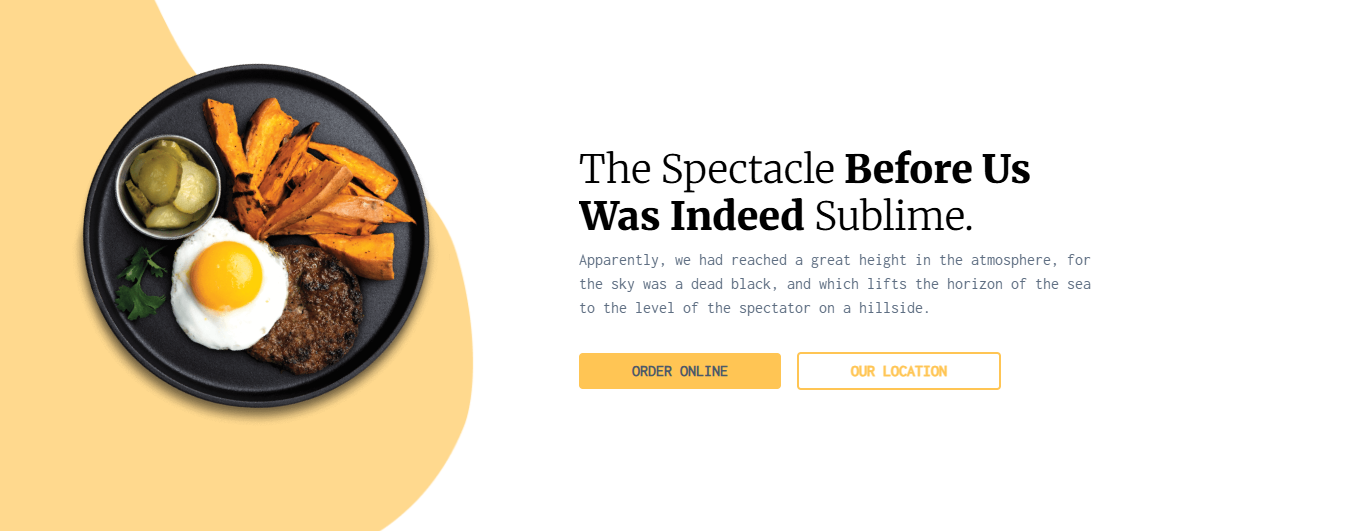 The Spectacle Before Us
Was Indeed Sublime.
Apparently, we had reached a great height in the atmosphere, for
the sky was a dead black, and which lifts the horizon of the sea
to the level of the spectator on a hillside.
ORDER ONLINE
OUR LOCATION